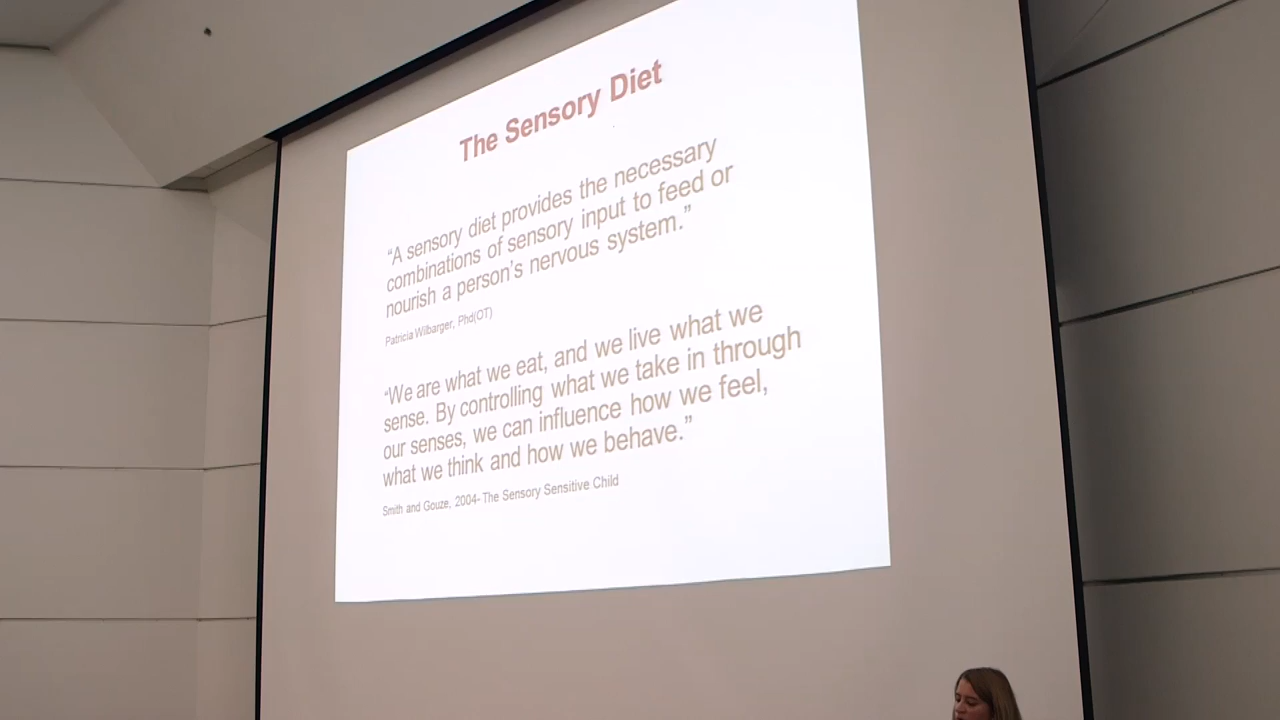 The Sensory Diet
“A sensory diet provides the necessary
combinations of sensory input to feed or
nourish a person’s nervous system.”
Patricia Wilbarger, Phd(OT)
“We are what we eat, and we live what we
sense. By controlling what we take in through
our senses, we can influence how we feel,
what we think and how we behave.”
Smith and Gouze, 2004- The Sensory Sensitive Child